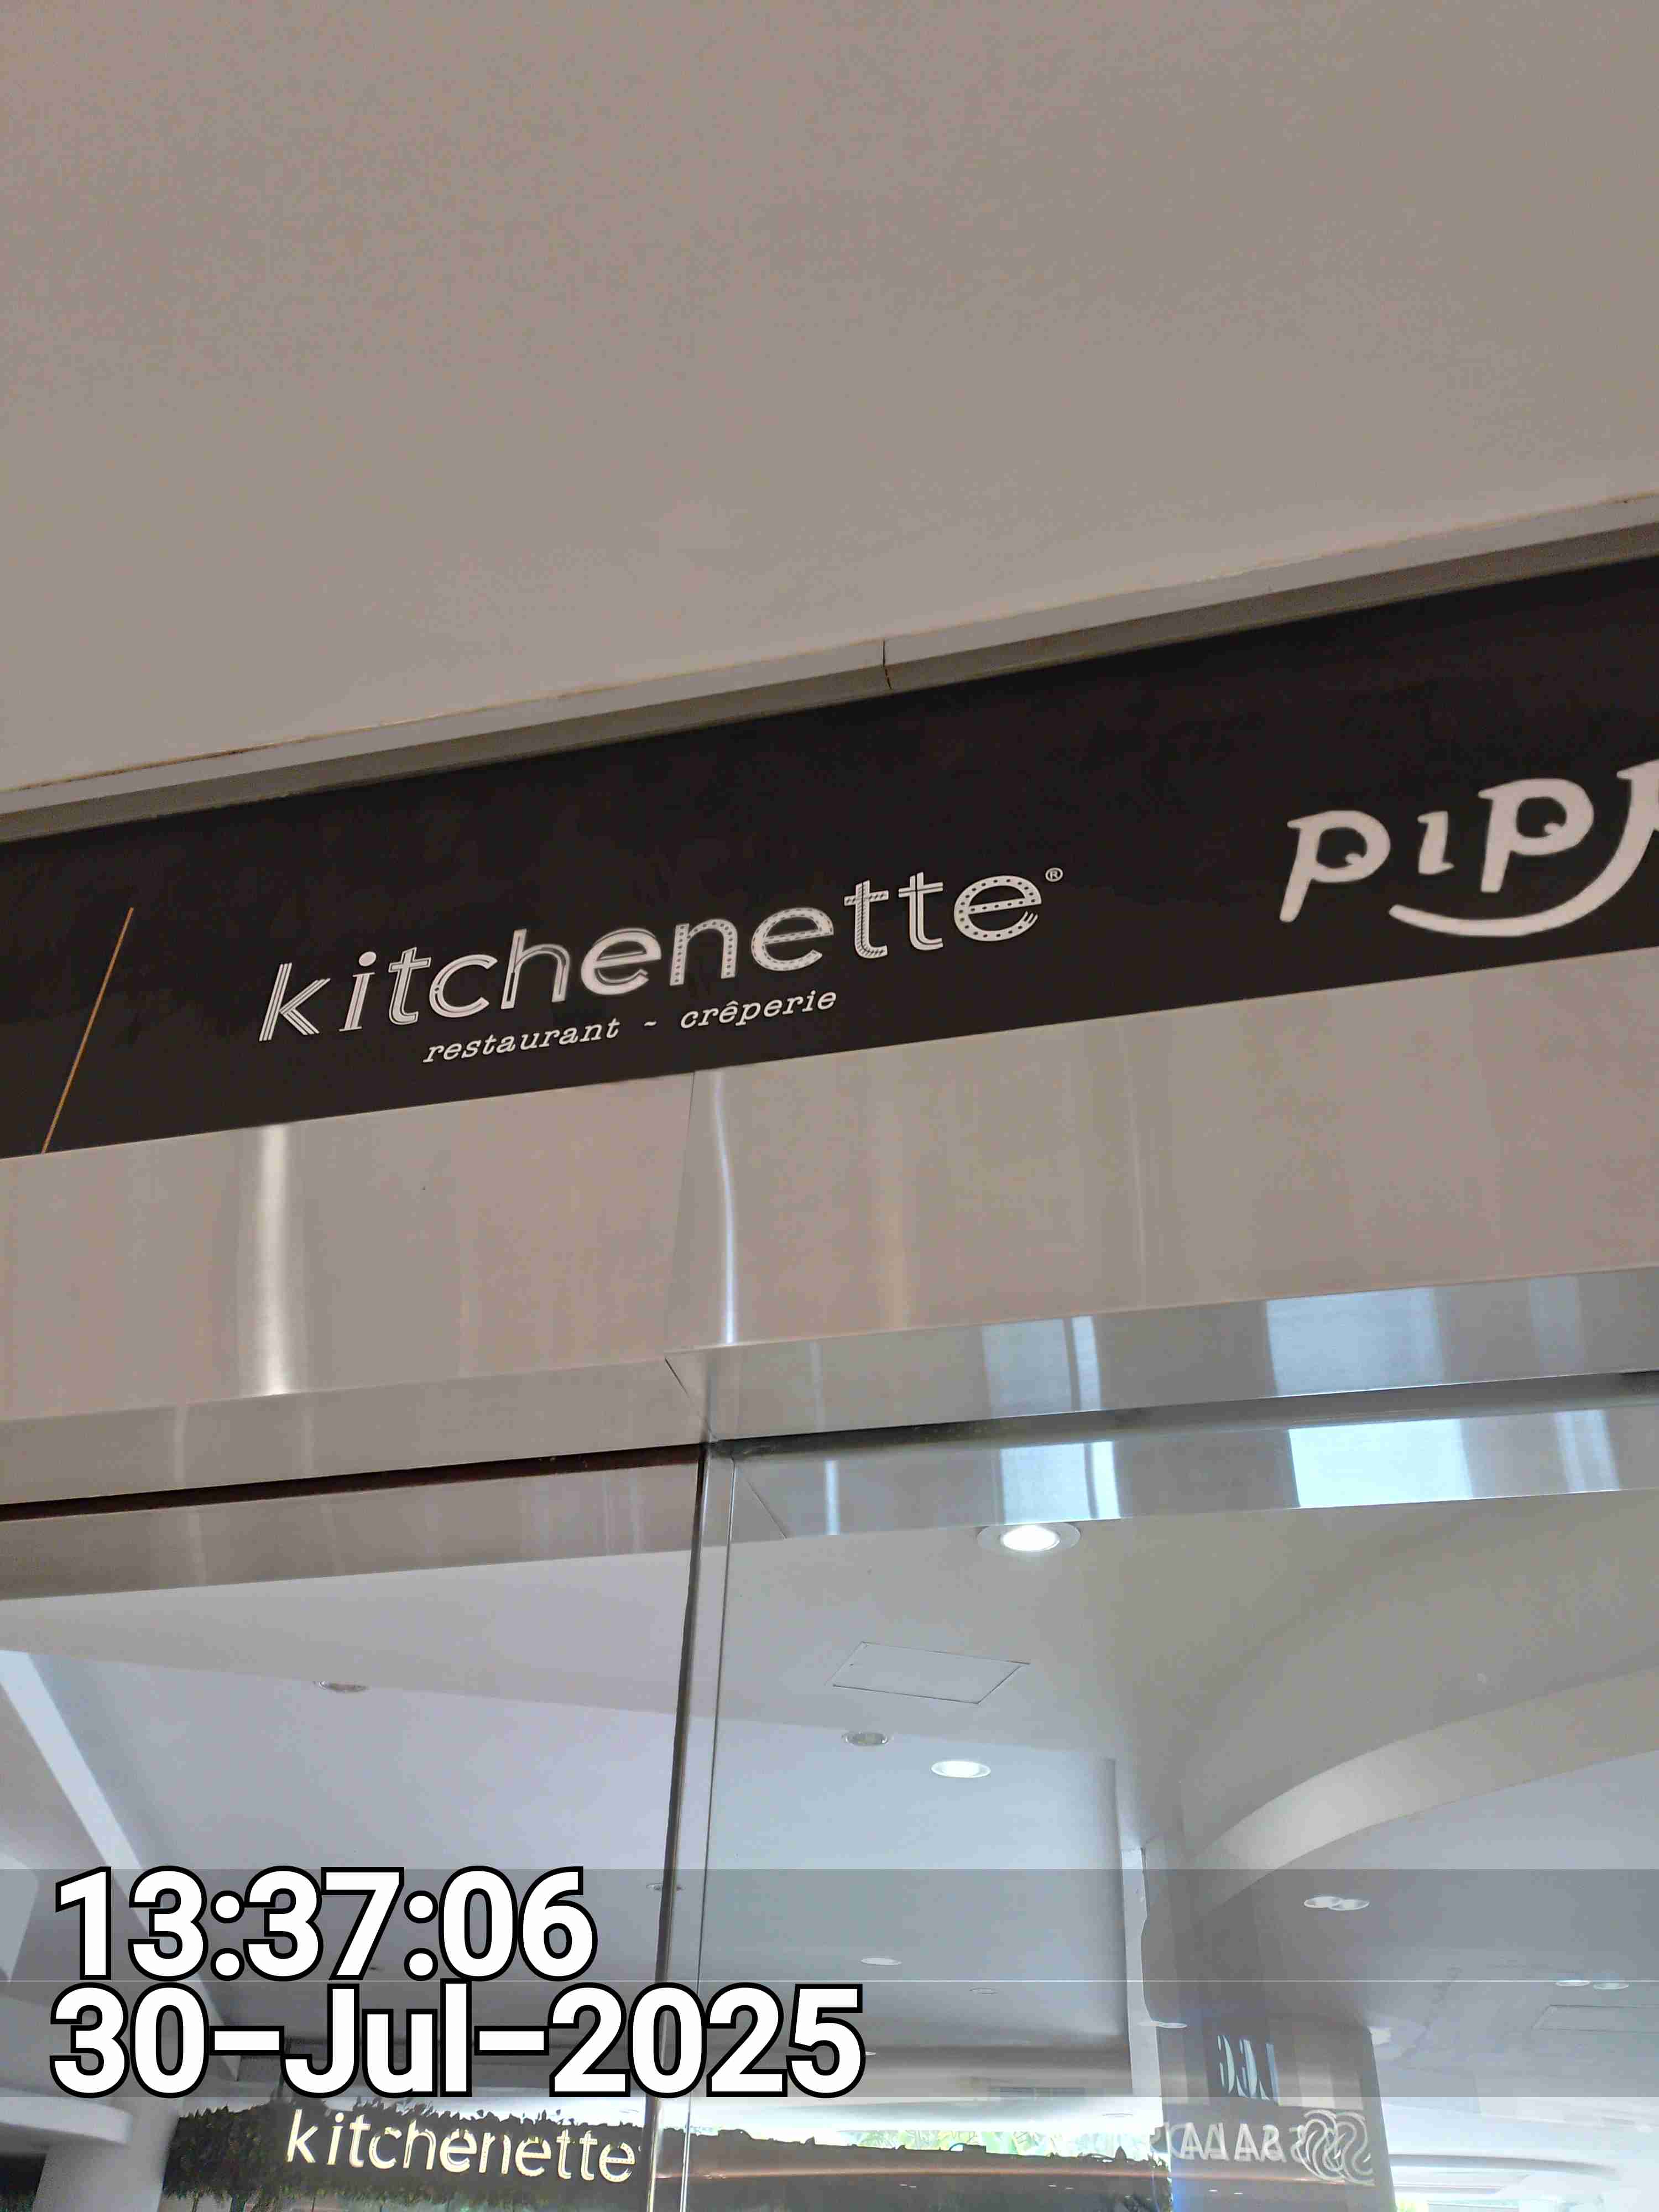 kitchenette®
restaurant ~ crêperie
13:37:06
30-Jul-2025
kitchenette